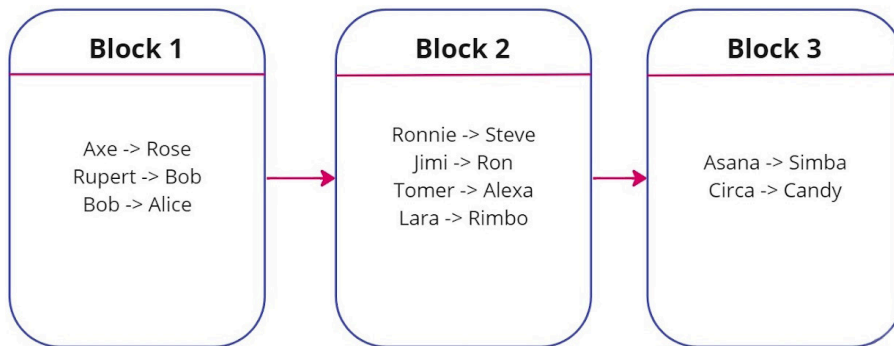 Block 1
Axe -> Rose
Rupert -> Bob
Bob -> Alice
Block 2
Ronnie -> Steve
Jimi -> Ron
Tomer -> Alexa
Lara -> Rimbo
Block 3
Asana -> Simba
Circa -> Candy